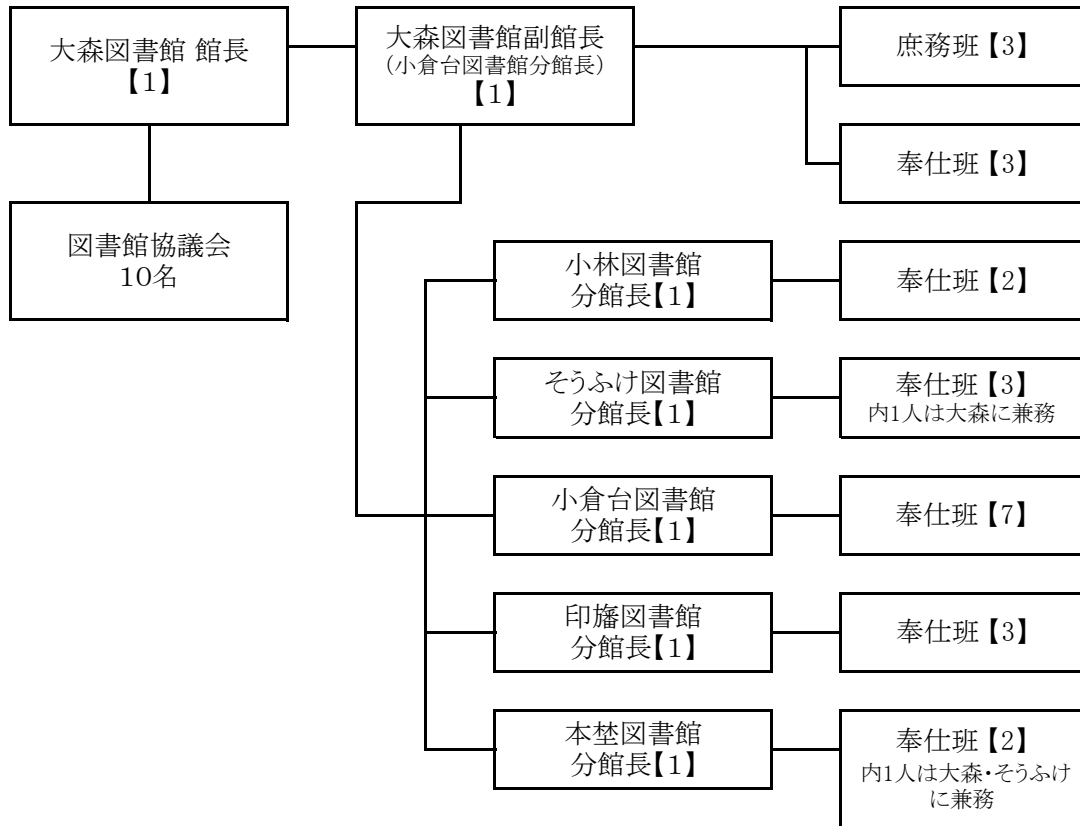 大森図書館 館長
【1】
大森図書館副館長
(小倉台図書館分館長)
【1】
庶務班【3】
奉仕班【3】
図書館協議会
10名
小林図書館
分館長【1】
奉仕班【2】
そうふけ図書館
分館長【1】
奉仕班【3】
内1人は大森に兼務
小倉台図書館
分館長【1】
奉仕班【7】
印旛図書館
分館長【1】
奉仕班【3】
本埜図書館
分館長【1】
奉仕班【2】
内1人は大森・そうふけ
に兼務